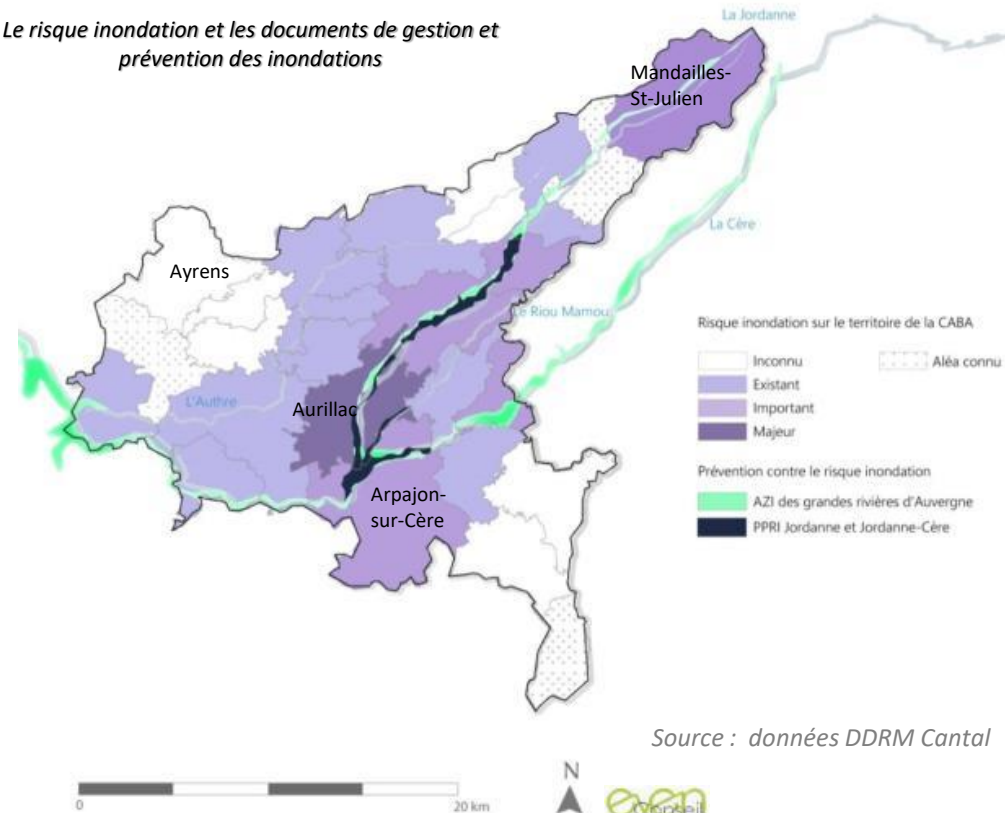 Le risque inondation et les documents de gestion et
prévention des inondations
La Jordanne
Mandailles-
St-Julien
La Cère
Ayrens
Le Riou Mamou
L'Authre
Aurillac
Arpajon-
sur-Cère
Risque inondation sur le territoire de la CABA
Inconnu
Aléa connu
Existant
Important
Majeur
Prévention contre le risque inondation
AZI des grandes rivières d'Auvergne
PPRI Jordanne et Jordanne-Cère
Source : données DDRM Cantal
N
0
20 km
even
Conseil